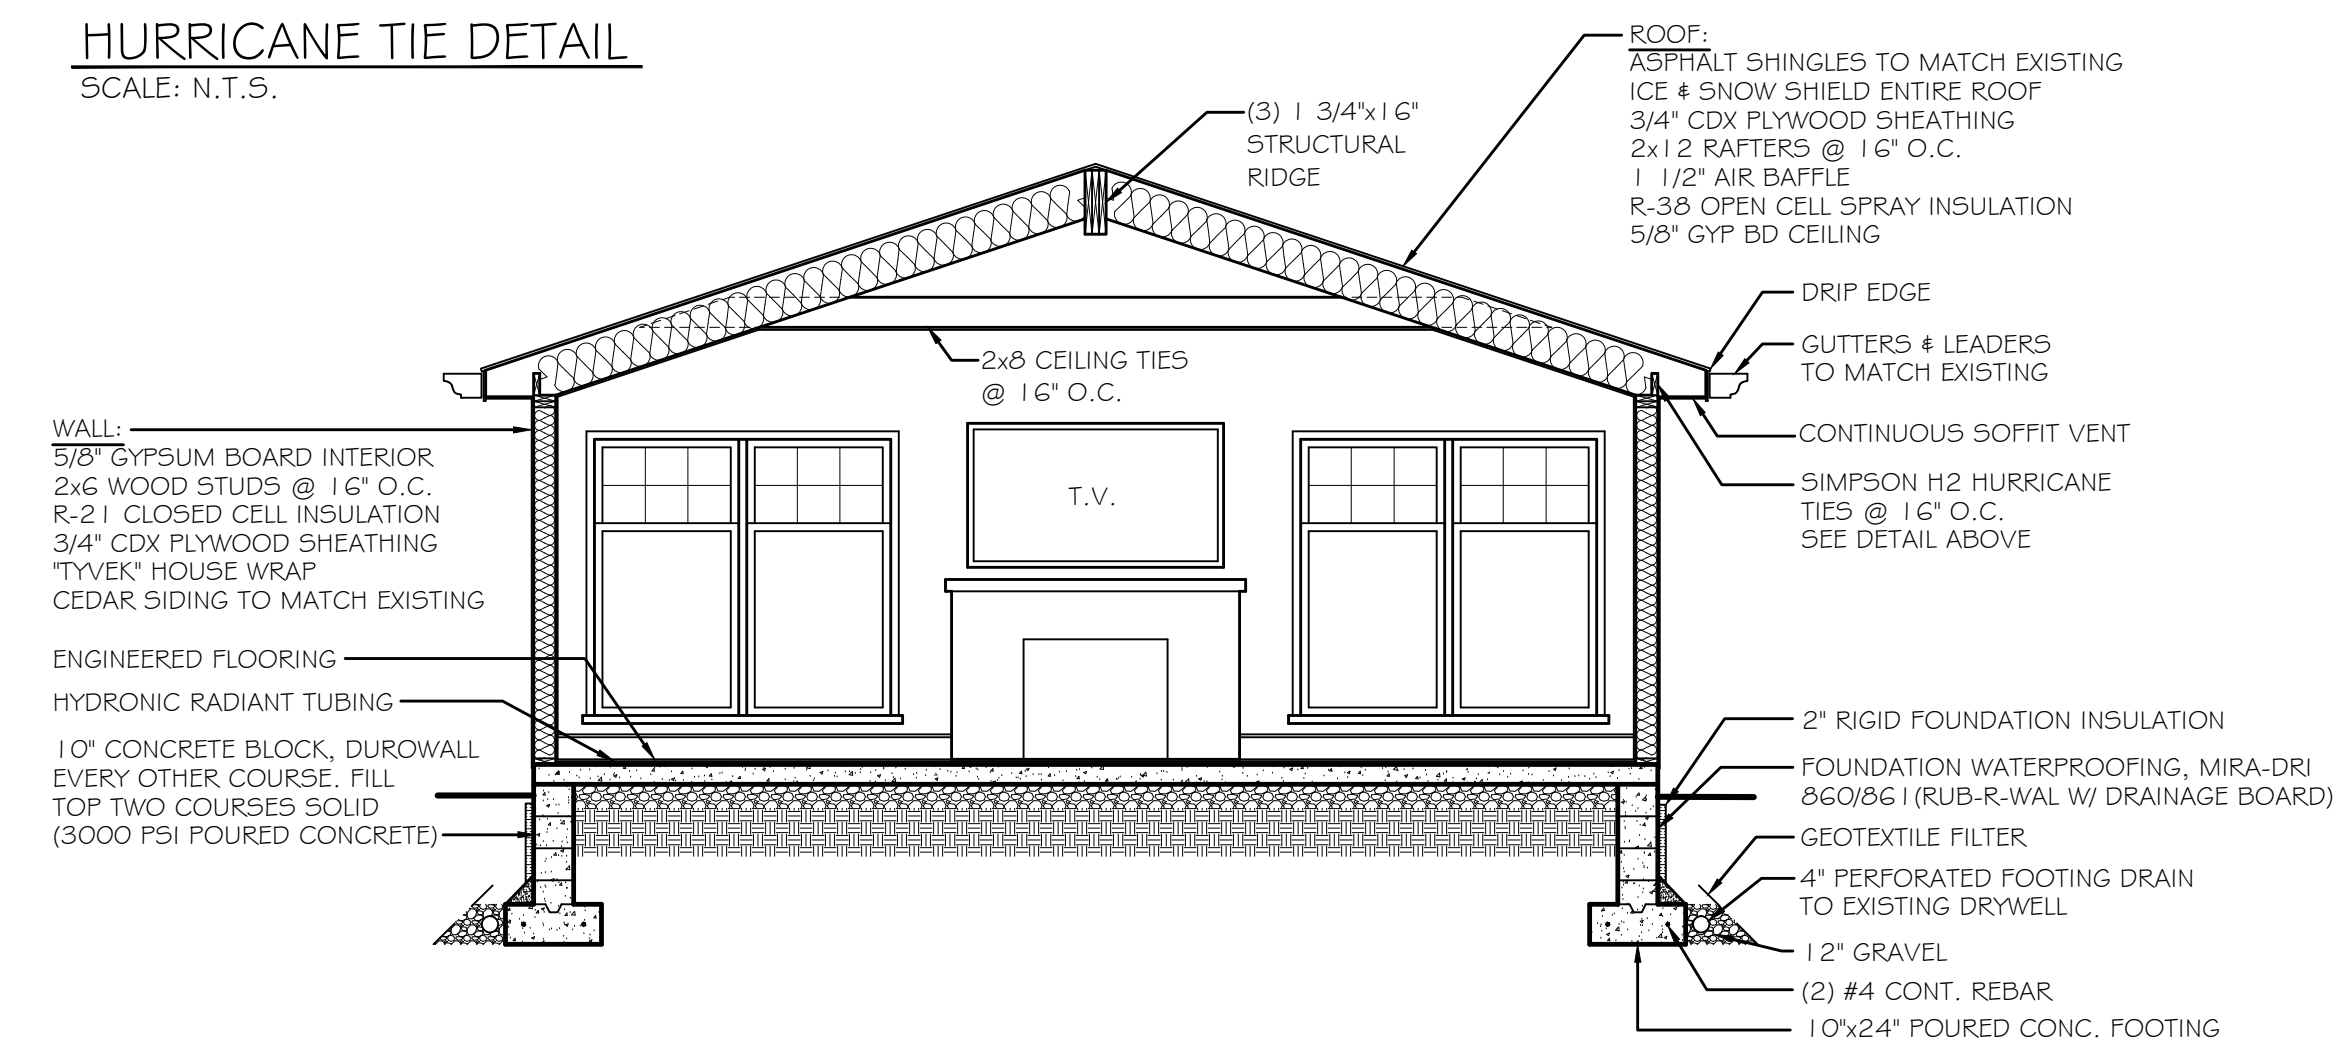 HURRICANE TIE DETAIL
SCALE: N.T.S.
ROOF:
ASPHALT SHINGLES TO MATCH EXISTING
ICE & SNOW SHIELD ENTIRE ROOF
3/4" CDX PLYWOOD SHEATHING
2x12 RAFTERS @ 16" O.C.
1 1/2" AIR BAFFLE
R-38 OPEN CELL SPRAY INSULATION
5/8" GYP BD CEILING
(3) 1 3/4"x16"
STRUCTURAL
RIDGE
DRIP EDGE
GUTTERS & LEADERS
TO MATCH EXISTING
2x8 CEILING TIES
@ 16" O.C.
CONTINUOUS SOFFIT VENT
SIMPSON H2 HURRICANE
TIES @ 16" O.C.
SEE DETAIL ABOVE
WALL:
5/8" GYPSUM BOARD INTERIOR
2x6 WOOD STUDS @ 16" O.C.
R-21 CLOSED CELL INSULATION
3/4" CDX PLYWOOD SHEATHING
"TYVEK" HOUSE WRAP
CEDAR SIDING TO MATCH EXISTING
T.V.
ENGINEERED FLOORING
HYDRONIC RADIANT TUBING
10" CONCRETE BLOCK, DUROWALL
EVERY OTHER COURSE. FILL
TOP TWO COURSES SOLID
(3000 PSI POURED CONCRETE)
2" RIGID FOUNDATION INSULATION
FOUNDATION WATERPROOFING, MIRA-DRI
860/861(RUB-R-WAL W/ DRAINAGE BOARD)
GEOTEXTILE FILTER
4" PERFORATED FOOTING DRAIN
TO EXISTING DRYWELL
12" GRAVEL
(2) #4 CONT. REBAR
10"x24" POURED CONC. FOOTING